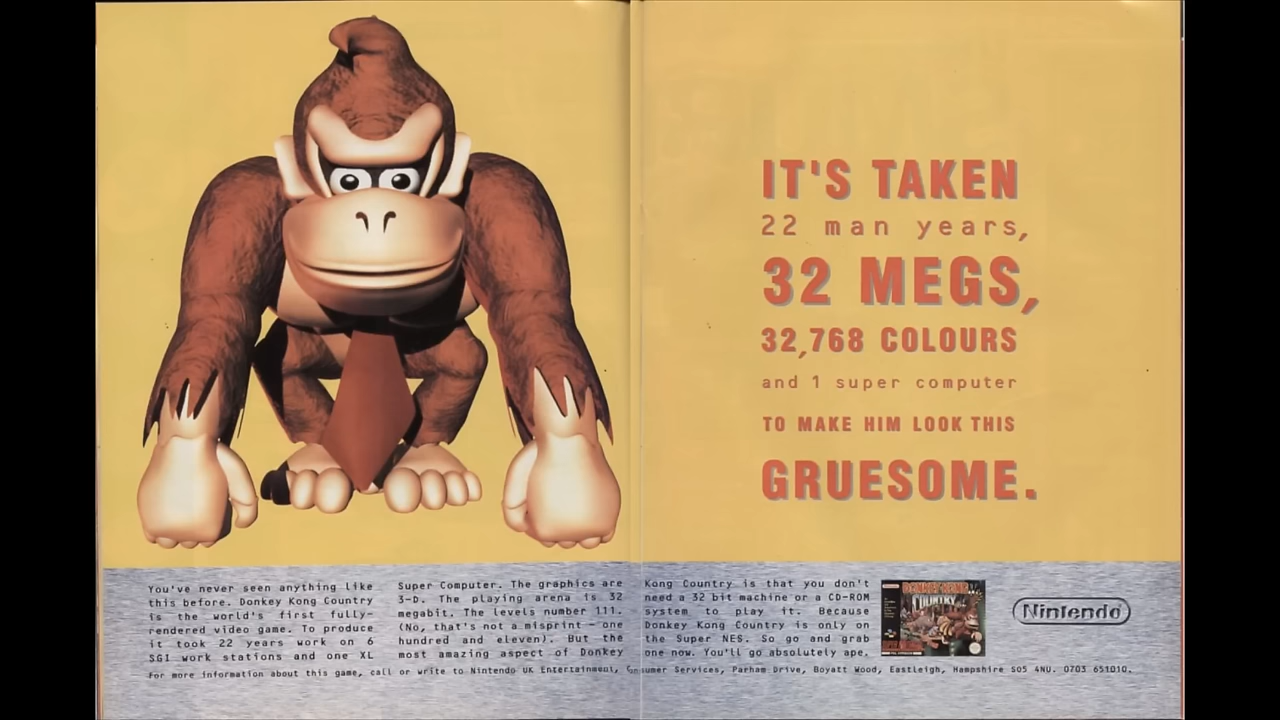 IT'S TAKEN
22 man years,
32 MEGS,
32,768 COLOURS
and 1 super computer
TO MAKE HIM LOOK THIS
GRUESOME.
You've never seen anything like
this before. Donkey Kong Country
is the world's first fully-
rendered video game. To produce
it took 22 years work on 6
SGI work stations and one XL
Super Computer. The graphics are
3-D. The playing arena is 32
megabit. The levels number 111.
(No, that's not a misprint - one
hundred and eleven). But the
most amazing aspect of Donkey
Kong Country is that you don't
need a 32 bit machine or a CD-ROM
system to play it. Because
Donkey Kong Country is only on
the Super NES. So go and grab
one now. You'll go absolutely ape.
DONKEY KONG
COUNTRY
Nintendo
For more information about this game, call or write to Nintendo UK Entertainment, Consumer Services, Parham Drive, Boyatt Wood, Eastleigh, Hampshire SO5 4NU. 0703 651010.